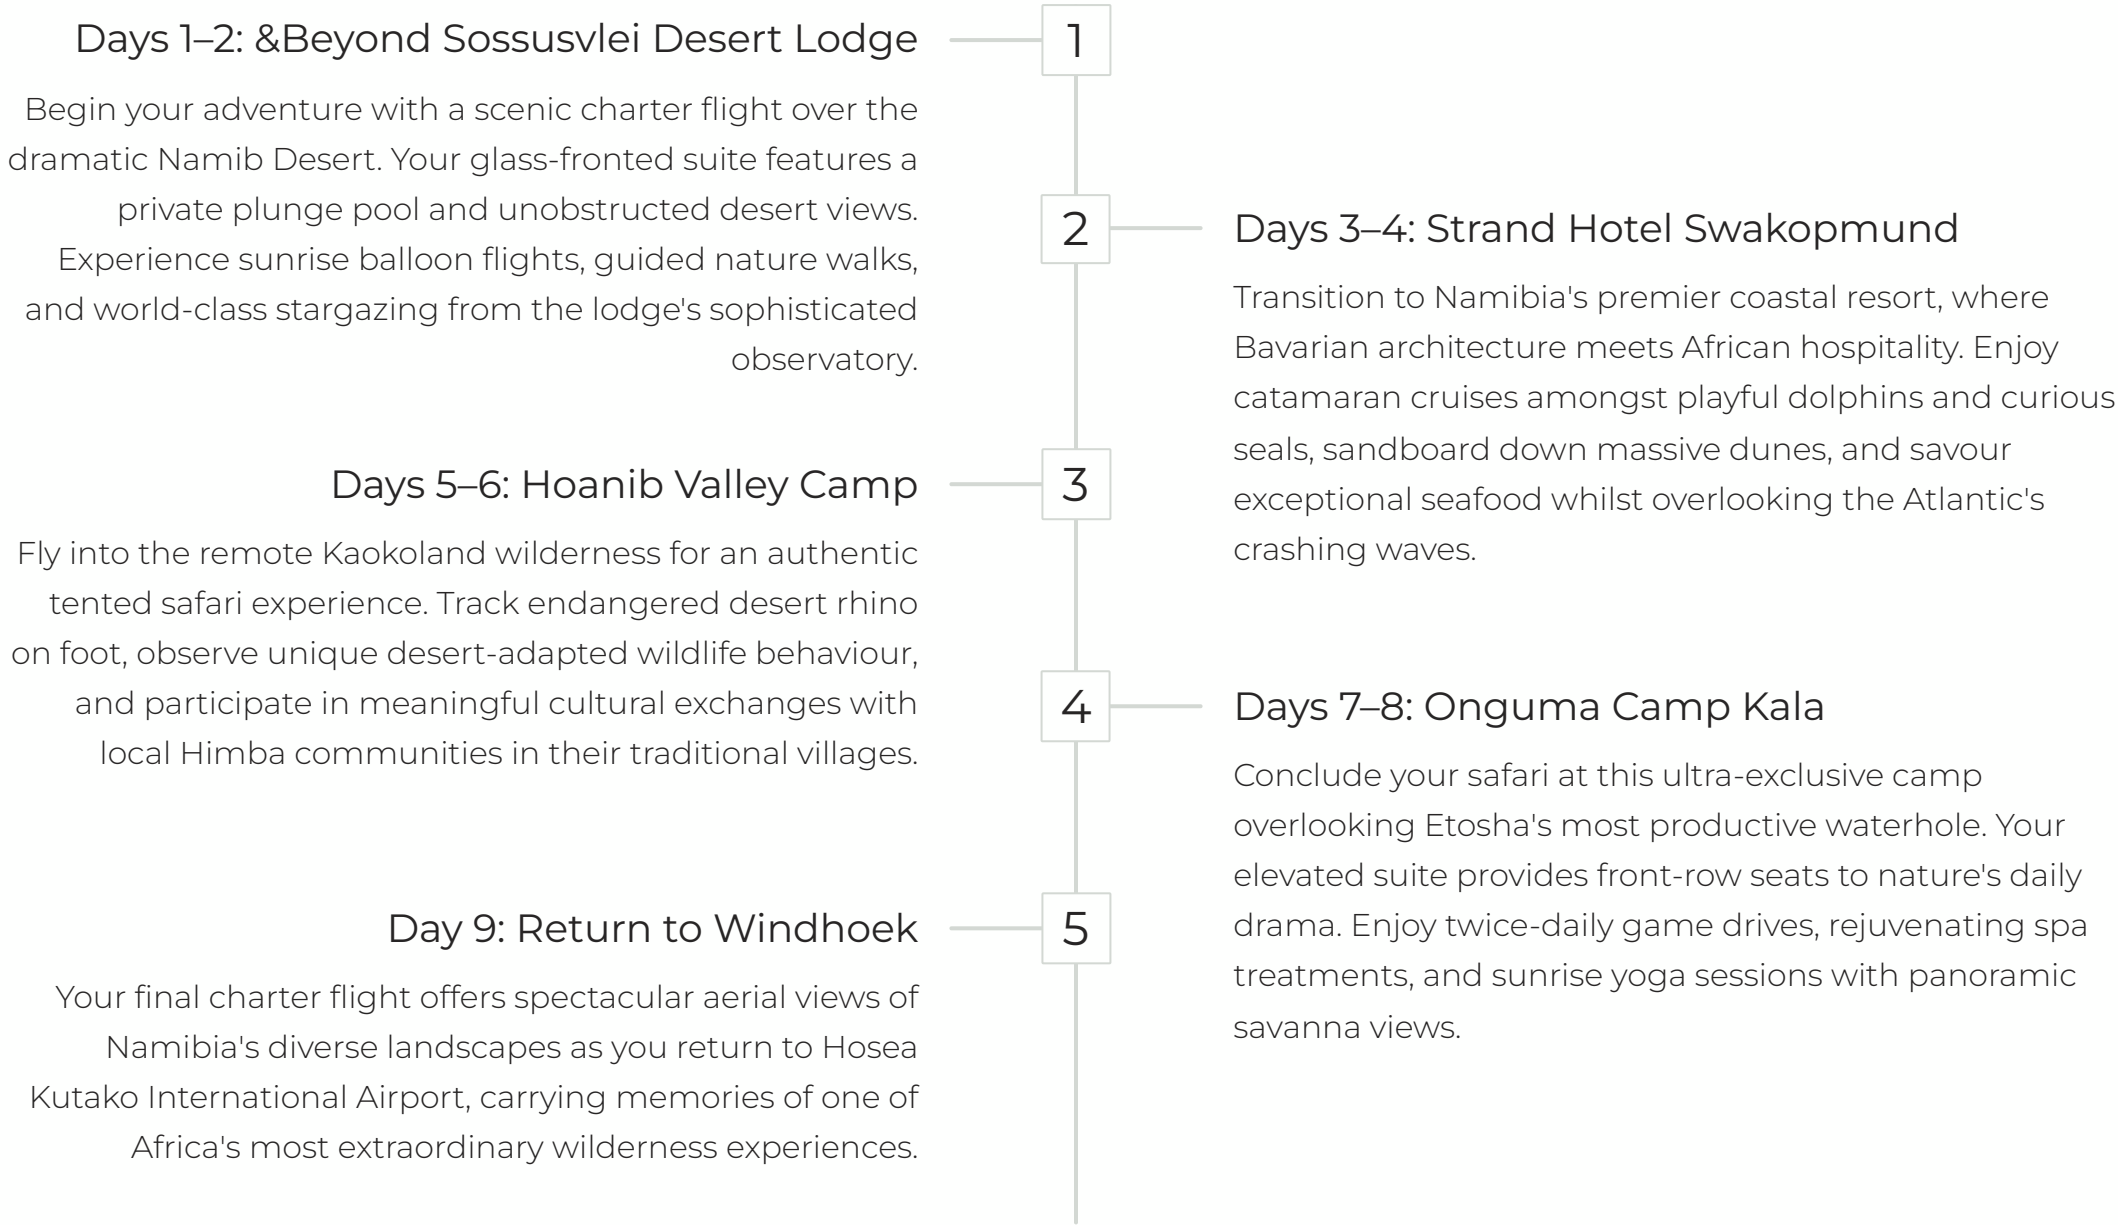 Days 1–2: &Beyond Sossusvlei Desert Lodge
1
Begin your adventure with a scenic charter flight over the
dramatic Namib Desert. Your glass-fronted suite features a
private plunge pool and unobstructed desert views.
Experience sunrise balloon flights, guided nature walks,
and world-class stargazing from the lodge's sophisticated
observatory.
2
Days 3–4: Strand Hotel Swakopmund
Transition to Namibia's premier coastal resort, where
Bavarian architecture meets African hospitality. Enjoy
catamaran cruises amongst playful dolphins and curious
seals, sandboard down massive dunes, and savour
exceptional seafood whilst overlooking the Atlantic's
crashing waves.
Days 5–6: Hoanib Valley Camp
3
Fly into the remote Kaokoland wilderness for an authentic
tented safari experience. Track endangered desert rhino
on foot, observe unique desert-adapted wildlife behaviour,
and participate in meaningful cultural exchanges with
local Himba communities in their traditional villages.
4
Days 7–8: Onguma Camp Kala
Conclude your safari at this ultra-exclusive camp
overlooking Etosha's most productive waterhole. Your
elevated suite provides front-row seats to nature's daily
drama. Enjoy twice-daily game drives, rejuvenating spa
treatments, and sunrise yoga sessions with panoramic
savanna views.
Day 9: Return to Windhoek
5
Your final charter flight offers spectacular aerial views of
Namibia's diverse landscapes as you return to Hosea
Kutako International Airport, carrying memories of one of
Africa's most extraordinary wilderness experiences.